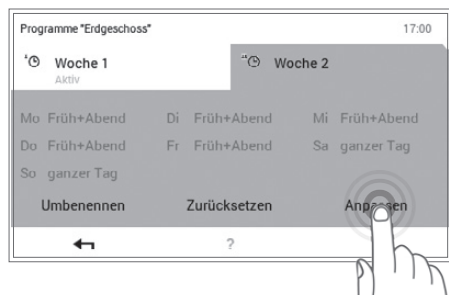 Programme "Erdgeschoss" 17:00
Woche 1 Woche 2
Aktiv
Mo Früh+Abend Di Früh+Abend Mi Früh+Abend
Do Früh+Abend Fr Früh+Abend Sa ganzer Tag
So ganzer Tag
Umbenennen Zurücksetzen Anpassen
?